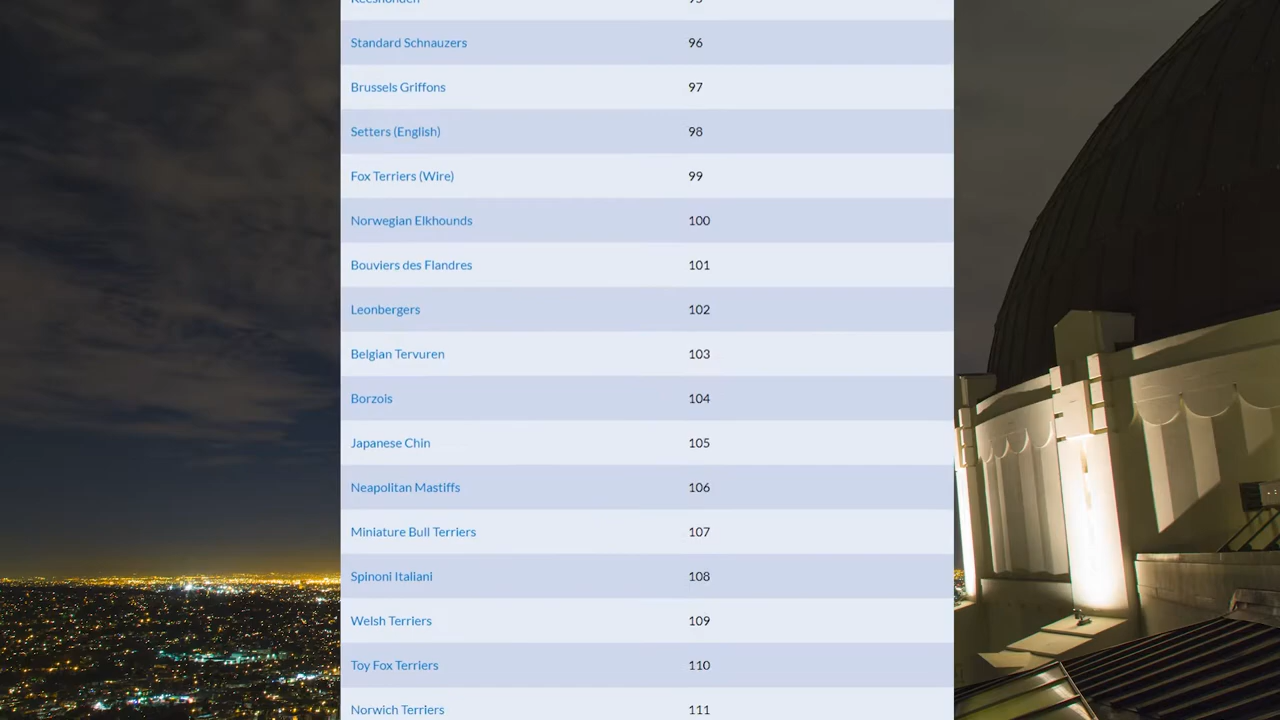 Keeshonden 95
Standard Schnauzers 96
Brussels Griffons 97
Setters (English) 98
Fox Terriers (Wire) 99
Norwegian Elkhounds 100
Bouviers des Flandres 101
Leonbergers 102
Belgian Tervuren 103
Borzois 104
Japanese Chin 105
Neapolitan Mastiffs 106
Miniature Bull Terriers 107
Spinoni Italiani 108
Welsh Terriers 109
Toy Fox Terriers 110
Norwich Terriers 111